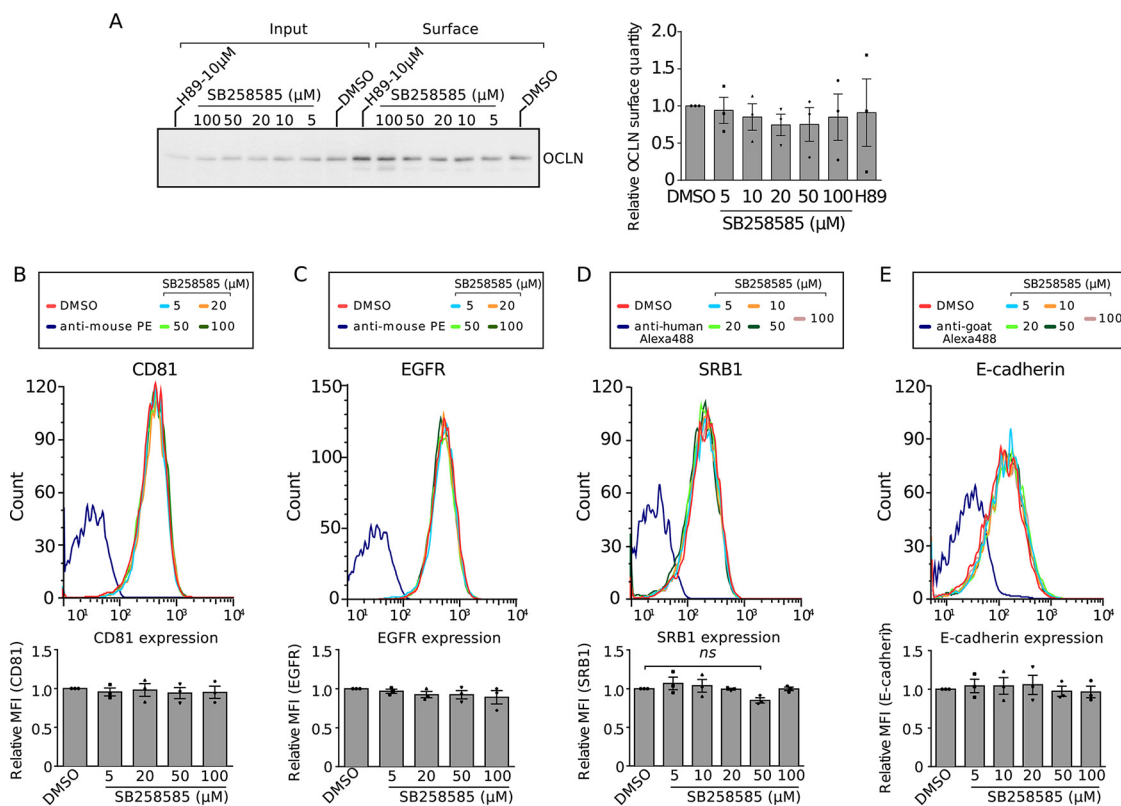 A
Input
Surface
H89-10µM
SB258585 (µM)
DMSO
H89-10µM
SB258585 (µM)
DMSO
100 50 20 10 5
100 50 20 10 5
OCLN
Relative OCLN surface quantity
2.0
1.5
1.0
0.5
0
DMSO 5 10 20 50 100 H89
SB258585 (µM)
B
SB258585 (µM)
DMSO 5 20
anti-mouse PE 50 100
CD81
Count
120
90
60
30
0
10¹ 10² 10³ 10⁴
CD81 expression
Relative MFI (CD81)
1.5
1.0
0.5
0
DMSO 5 20 50 100
SB258585 (µM)
C
SB258585 (µM)
DMSO 5 20
anti-mouse PE 50 100
EGFR
Count
150
100
50
0
10¹ 10² 10³ 10⁴
EGFR expression
Relative MFI (EGFR)
1.5
1.0
0.5
0
DMSO 5 20 50 100
SB258585 (µM)
D
SB258585 (µM)
DMSO 5 10 100
anti-human 20 50
Alexa488
SRB1
Count
120
90
60
30
0
10¹ 10² 10³ 10⁴
SRB1 expression
Relative MFI (SRB1)
ns
1.5
1.0
0.5
0
DMSO 5 10 20 50 100
SB258585 (µM)
E
SB258585 (µM)
DMSO 5 10 100
anti-goat 20 50
Alexa488
E-cadherin
Count
120
90
60
30
0
10¹ 10² 10³ 10⁴
E-cadherin expression
Relative MFI (E-cadheri)h
1.5
1.0
0.5
0
DMSO 5 10 20 50 100
SB258585 (µM)